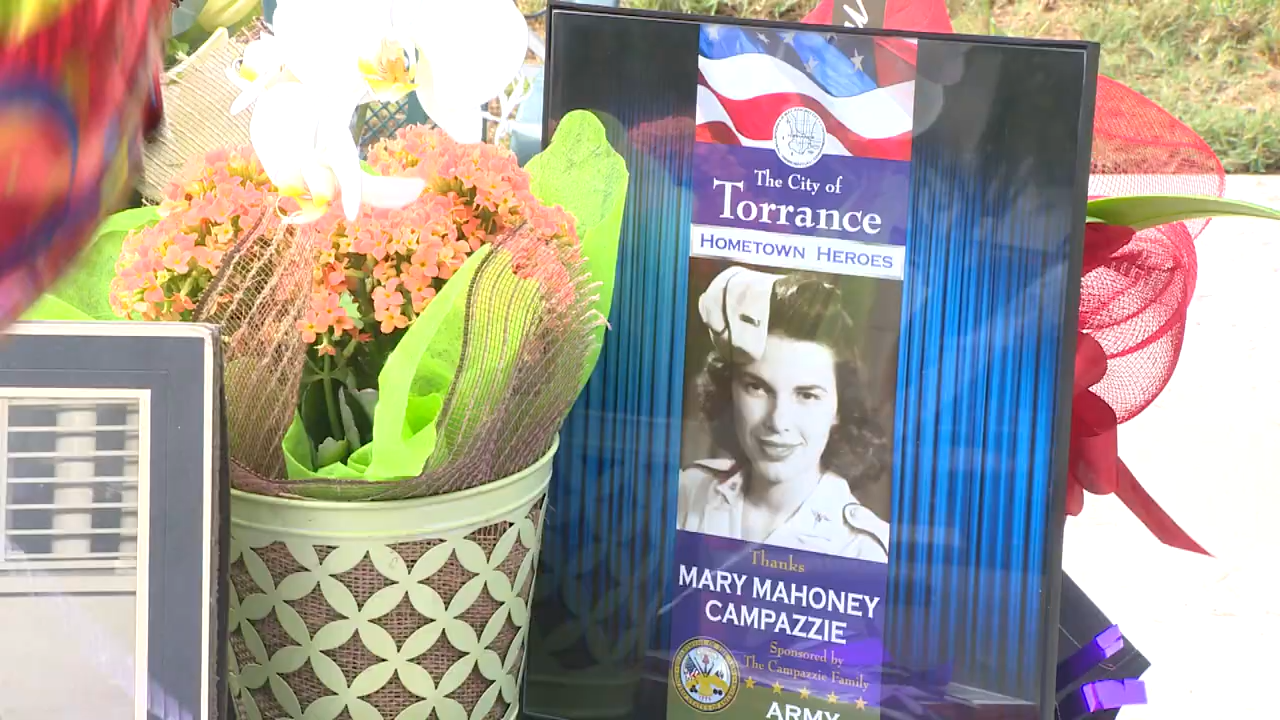 The City of
Torrance
HOMETOWN HEROES
Thanks
MARY MAHONEY
CAMPAZZIE
Sponsored by
The Campazzie Family
ARMY